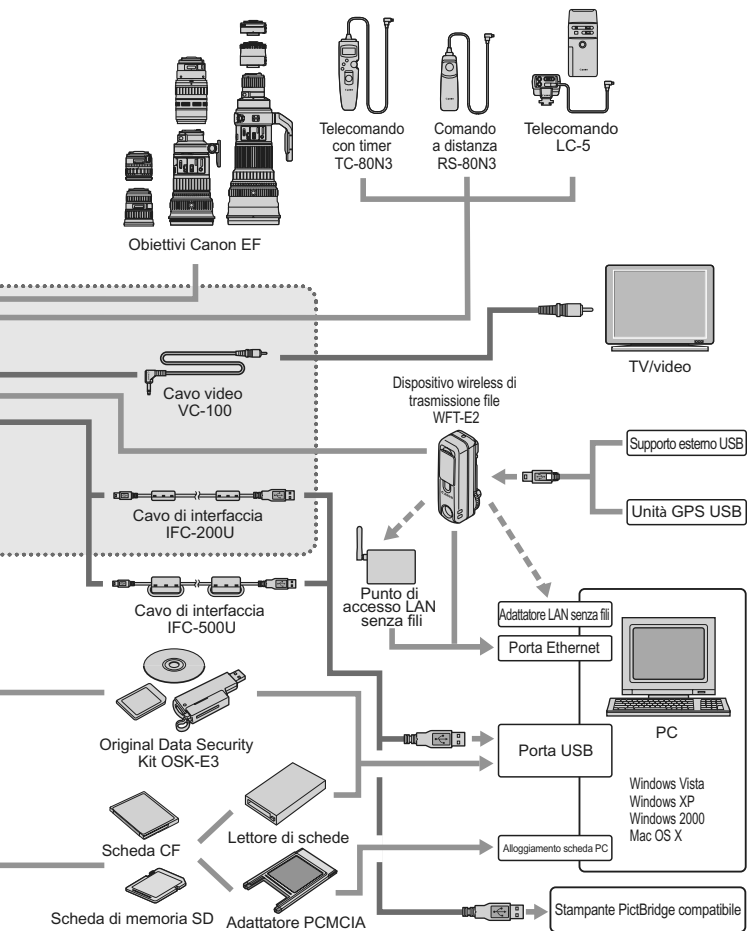 Telecomando
con timer
TC-80N3
Comando
a distanza
RS-80N3
Telecomando
LC-5
Obiettivi Canon EF
TV/video
Cavo video
VC-100
Dispositivo wireless di
trasmissione file
WFT-E2
Supporto esterno USB
Unità GPS USB
Cavo di interfaccia
IFC-200U
Punto di
accesso LAN
senza fili
Cavo di interfaccia
IFC-500U
Adattatore LAN senza fili
Porta Ethernet
PC
Original Data Security
Kit OSK-E3
Porta USB
Windows Vista
Windows XP
Windows 2000
Mac OS X
Scheda CF
Lettore di schede
Alloggiamento scheda PC
Scheda di memoria SD
Adattatore PCMCIA
Stampante PictBridge compatibile